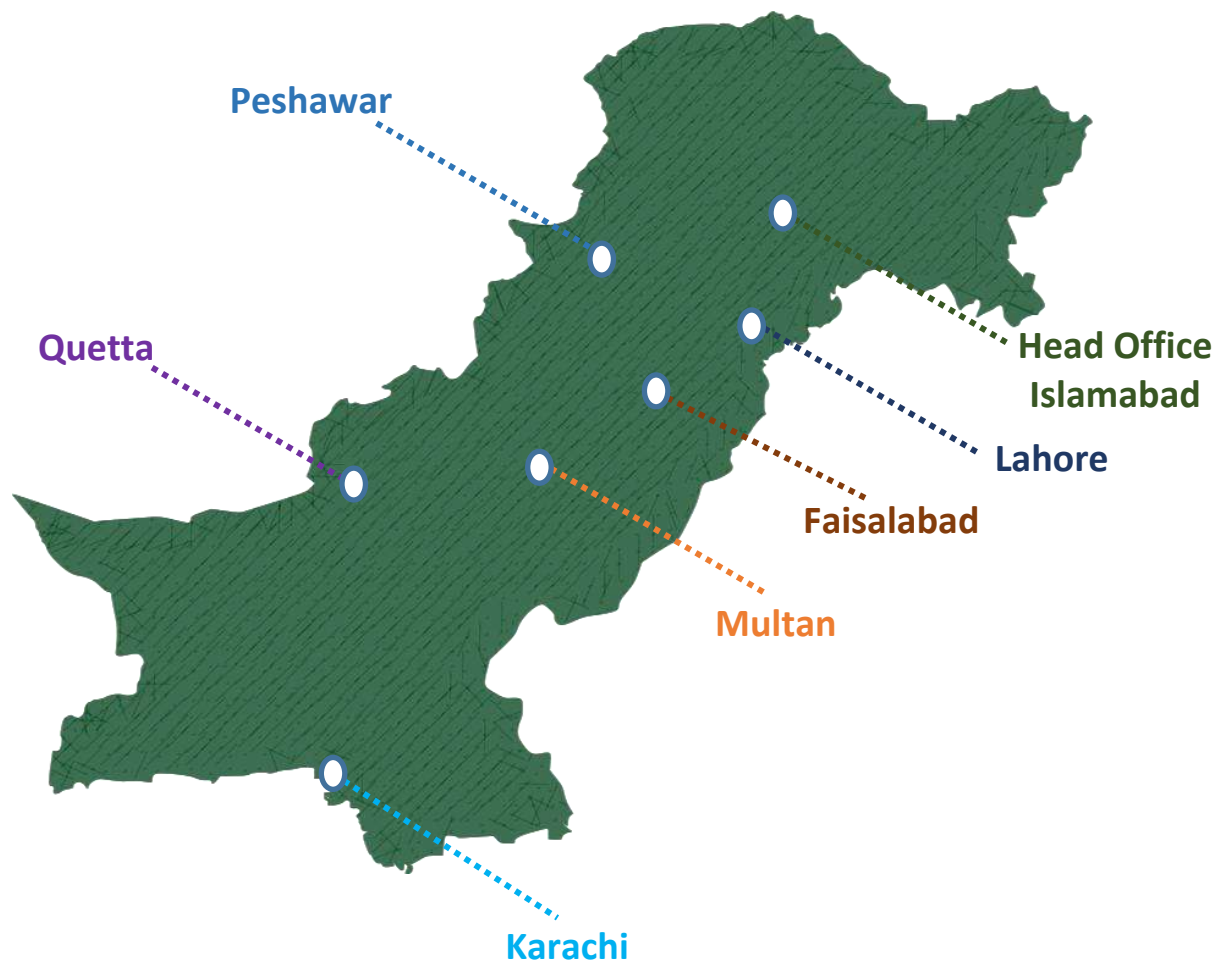 Peshawar
Quetta
Head Office
Islamabad
Lahore
Faisalabad
Multan
Karachi